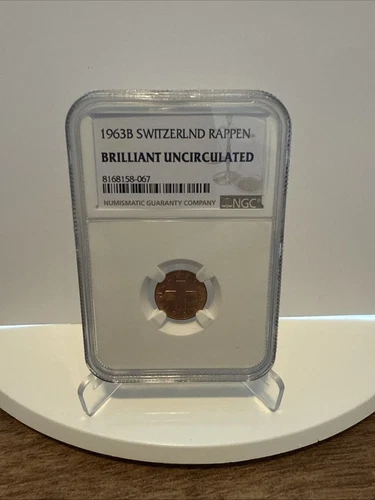 1963B SWITZERLND RAPPEN
BRILLIANT UNCIRCULATED
8168158-067
NUMISMATIC GUARANTY COMPANY NGC